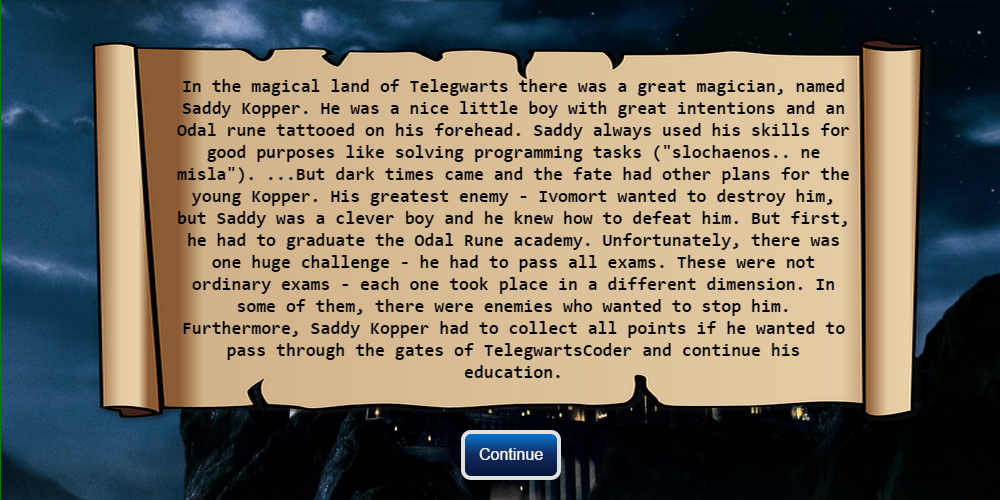 In the magical land of Telegwarts there was a great magician, named
Saddy Kopper. He was a nice little boy with great intentions and an
Odal rune tattooed on his forehead. Saddy always used his skills for
good purposes like solving programming tasks ("slochaenos.. ne
misla"). ...But dark times came and the fate had other plans for the
young Kopper. His greatest enemy - Ivomort wanted to destroy him,
but Saddy was a clever boy and he knew how to defeat him. But first,
he had to graduate the Odal Rune academy. Unfortunately, there was
one huge challenge - he had to pass all exams. These were not
ordinary exams - each one took place in a different dimension. In
some of them, there were enemies who wanted to stop him.
Furthermore, Saddy Kopper had to collect all points if he wanted to
pass through the gates of TelegwartsCoder and continue his
education.
Continue